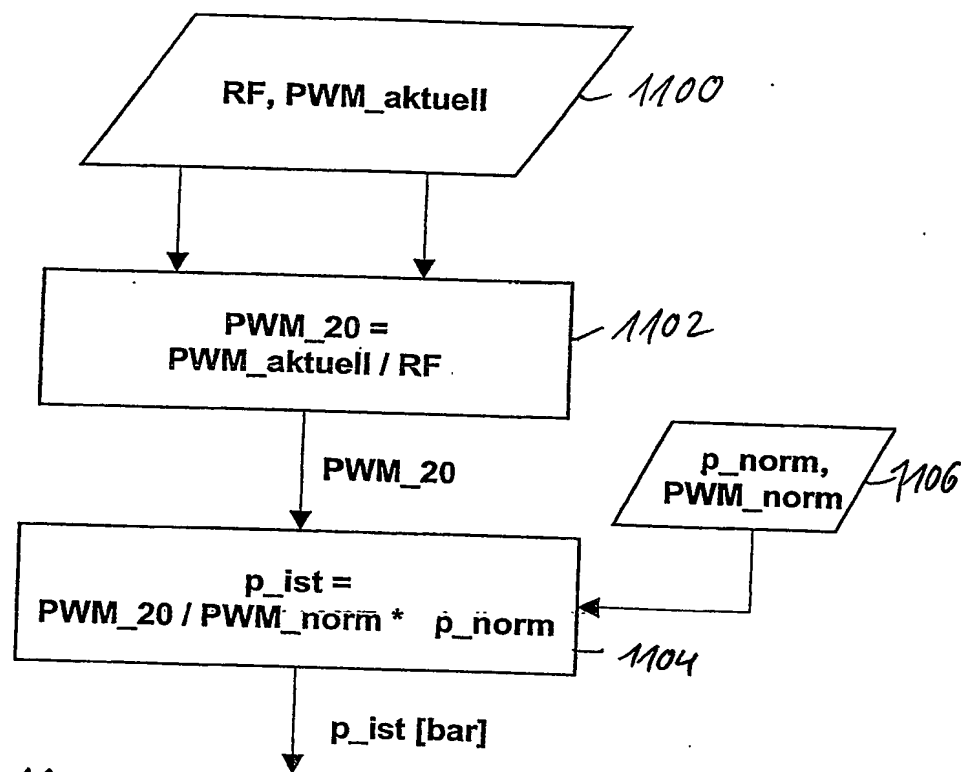 RF, PWM_aktuell
1100
PWM_20 =
PWM_aktuell / RF
1102
PWM_20
p_norm,
PWM_norm
1106
p_ist =
PWM_20 / PWM_norm * p_norm
1104
p_ist [bar]